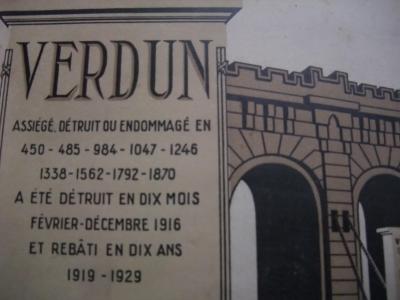 VERDUN
ASSIÉGÉ, DÉTRUIT OU ENDOMMAGÉ EN
450 - 485 - 984 - 1047 - 1246
1338 - 1562 - 1792 - 1870
A ÉTÉ DÉTRUIT EN DIX MOIS
FÉVRIER - DÉCEMBRE 1916
ET REBÂTI EN DIX ANS
1919 - 1929